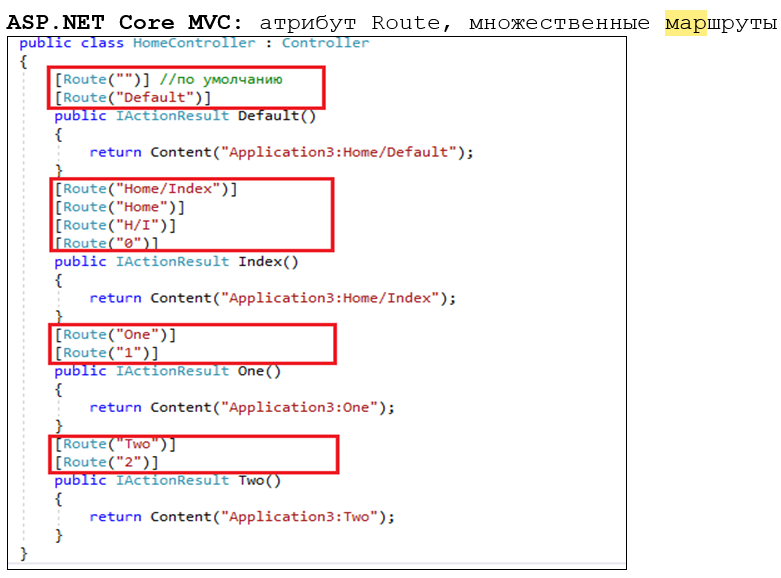 ASP.NET Core MVC: атрибут Route, множественные маршруты
public class HomeController : Controller
{
[Route("")] //по умолчанию
[Route("Default")]
public IActionResult Default()
{
return Content("Application3:Home/Default");
}
[Route("Home/Index")]
[Route("Home")]
[Route("H/I")]
[Route("0")]
public IActionResult Index()
{
return Content("Application3:Home/Index");
}
[Route("One")]
[Route("1")]
public IActionResult One()
{
return Content("Application3:One");
}
[Route("Two")]
[Route("2")]
public IActionResult Two()
{
return Content("Application3:Two");
}
}